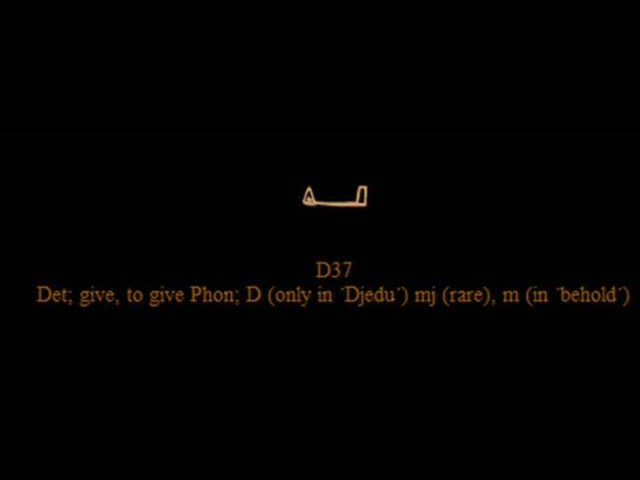 D37
Det; give, to give Phon; D (only in ´Djedu´) mj (rare), m (in ´behold´)